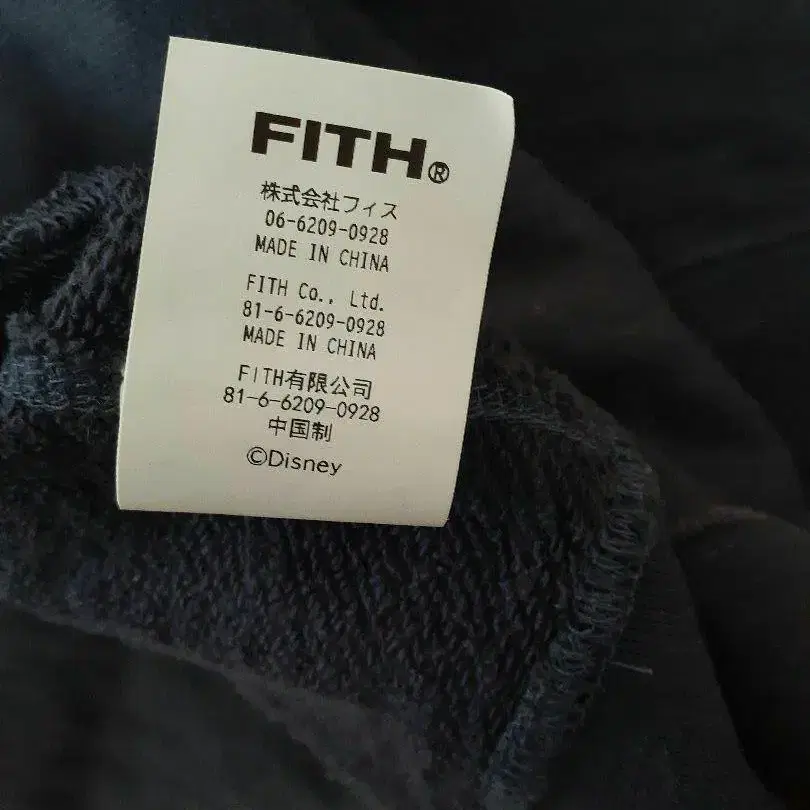 FITH®
株式会社フィス
06-6209-0928
MADE IN CHINA
FITH Co., Ltd.
81-6-6209-0928
MADE IN CHINA
FITH有限公司
81-6-6209-0928
中国制
©Disney